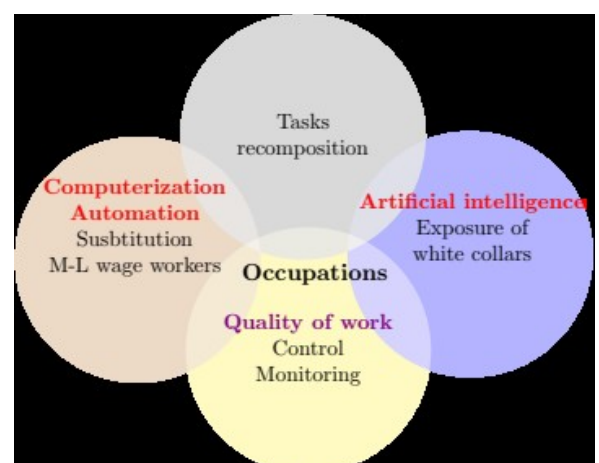 Tasks
recomposition
Computerization
Automation
Susbtitution
M-L wage workers
Artificial intelligence
Exposure of
white collars
Occupations
Quality of work
Control
Monitoring